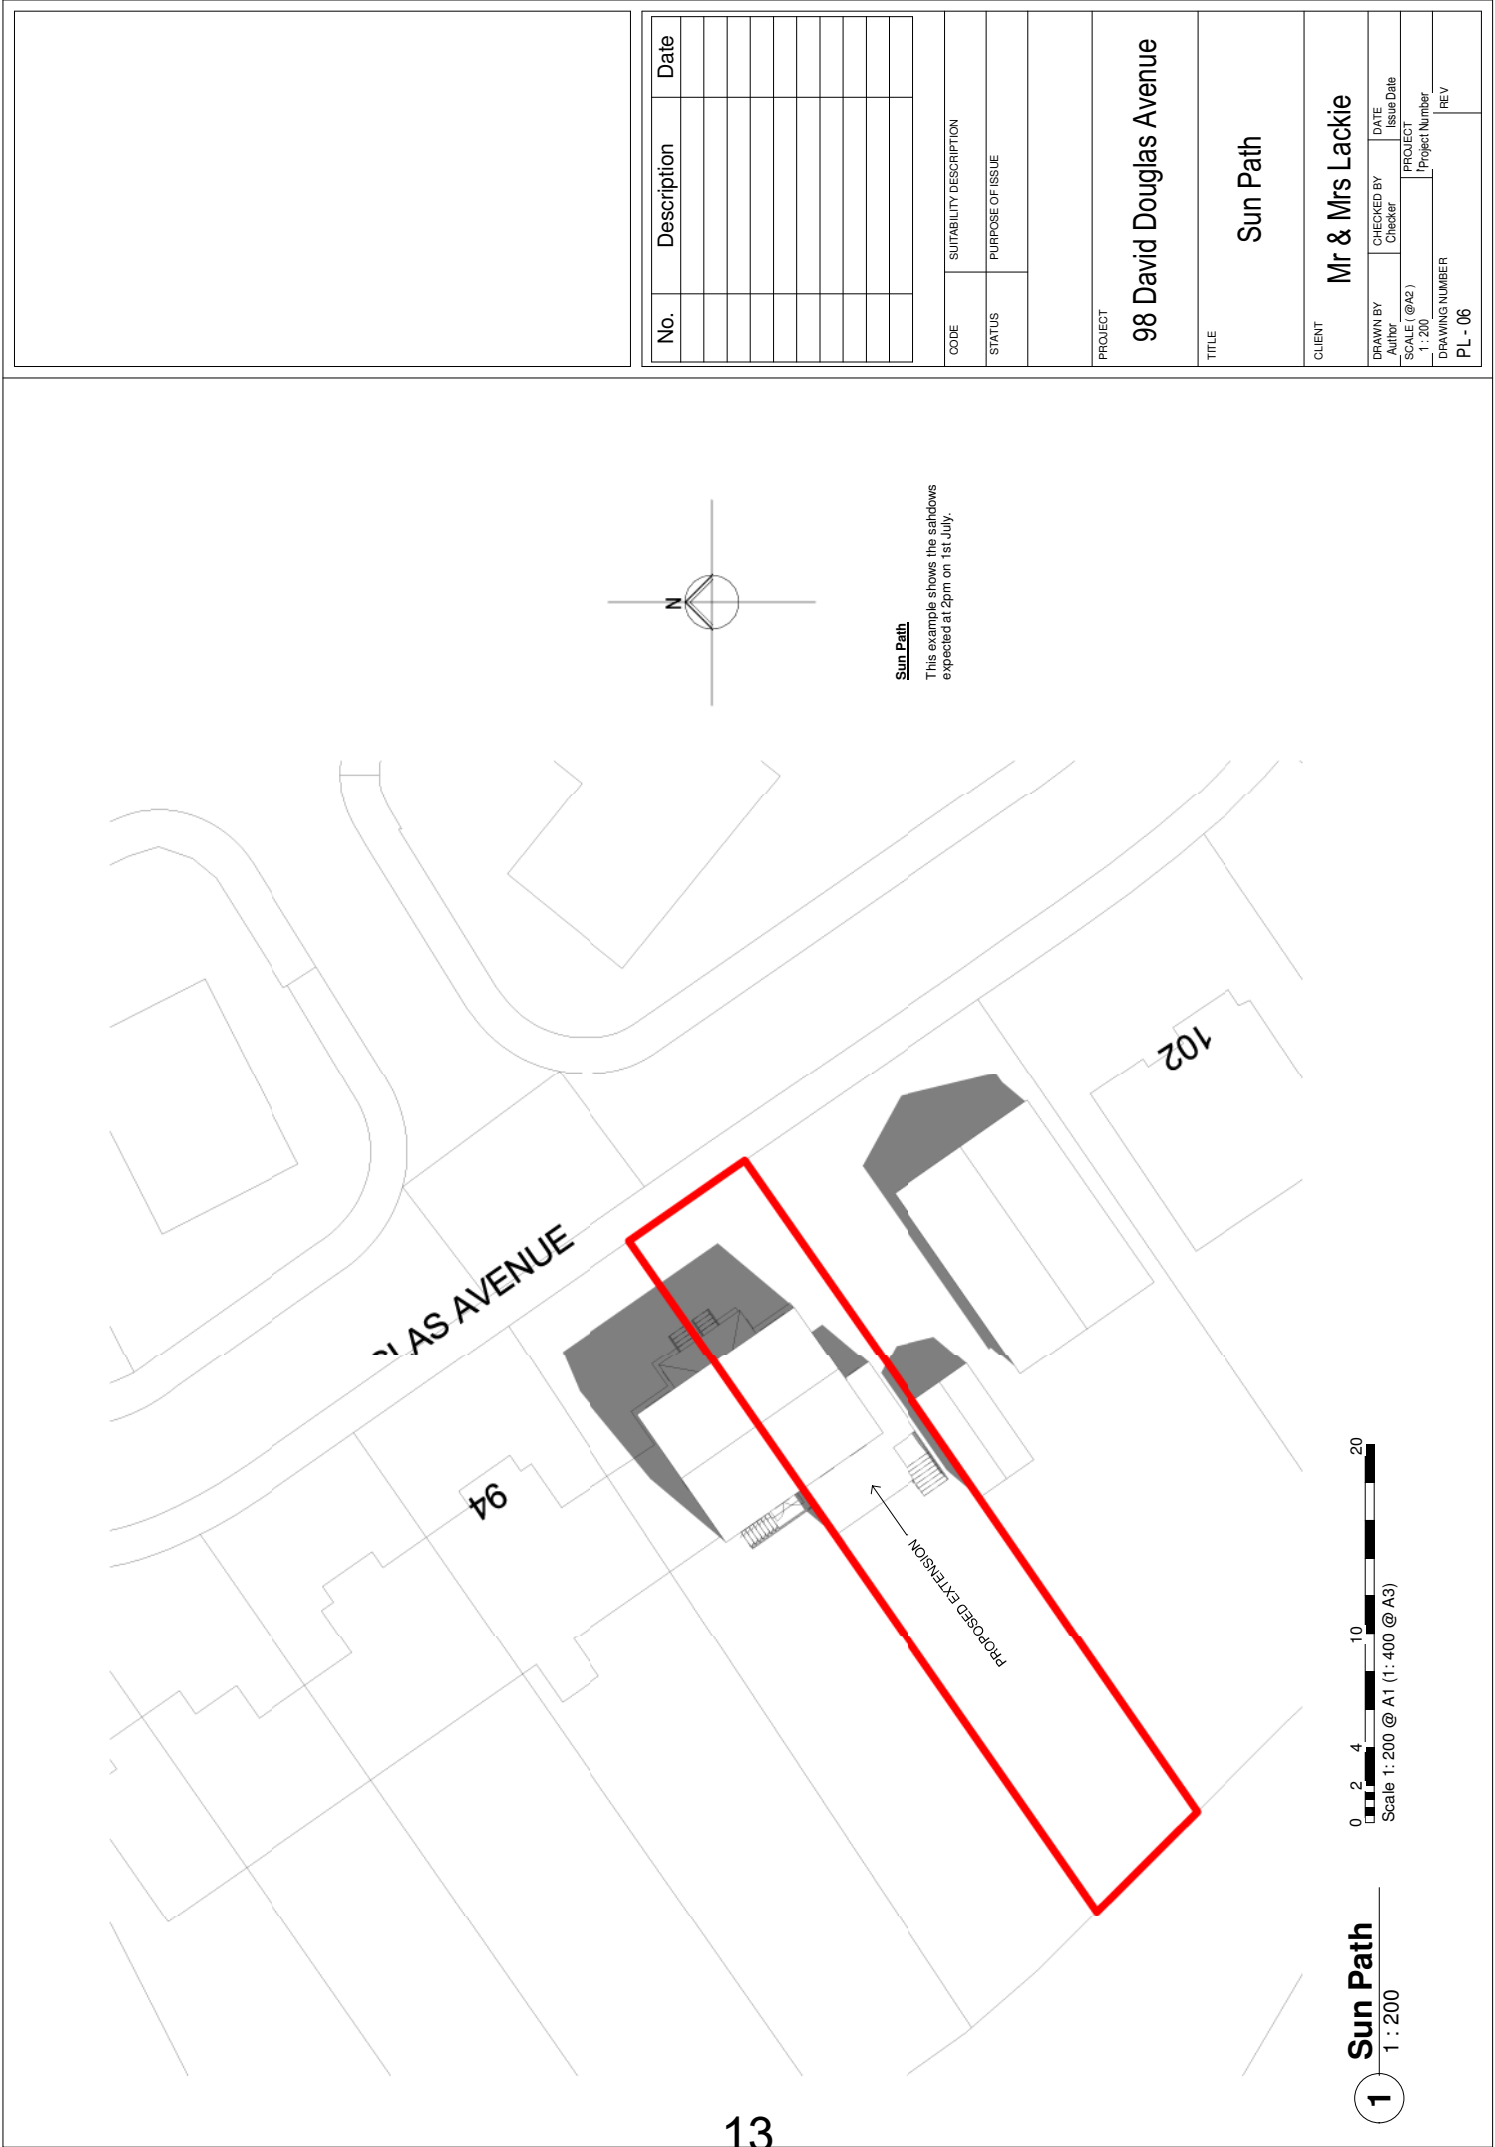 No.
Description
Date
CODE
SUITABILITY DESCRIPTION
STATUS
PURPOSE OF ISSUE
PROJECT
98 David Douglas Avenue
TITLE
Sun Path
CLIENT
Mr & Mrs Lackie
DRAWN BY
Author
CHECKED BY
Checker
DATE
Issue Date
SCALE ( @A2 )
1 : 200
PROJECT
Project Number
DRAWING NUMBER
PL - 06
REV
N
Sun Path
This example shows the sahdows
expected at 2pm on 1st July.
LAS AVENUE
94
102
PROPOSED EXTENSION
0 2 4 10 20
Scale 1: 200 @ A1 (1: 400 @ A3)
1
Sun Path
1 : 200
13